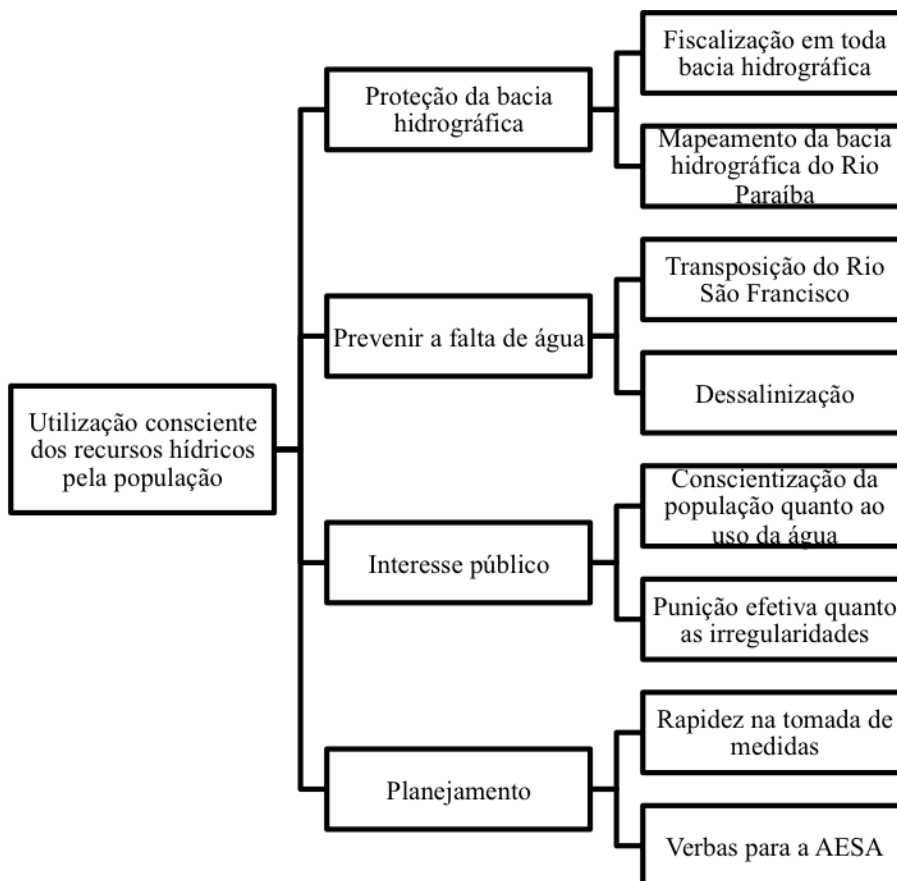 Utilização consciente
dos recursos hídricos
pela população
Proteção da bacia
hidrográfica
Fiscalização em toda
bacia hidrográfica
Mapeamento da bacia
hidrográfica do Rio
Paraíba
Prevenir a falta de água
Transposição do Rio
São Francisco
Dessalinização
Interesse público
Conscientização da
população quanto ao
uso da água
Punição efetiva quanto
as irregularidades
Planejamento
Rapidez na tomada de
medidas
Verbas para a AESA